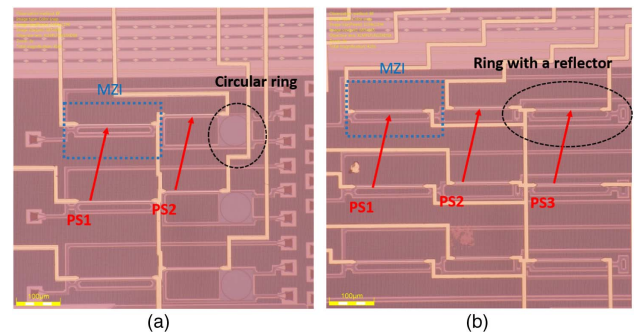 MZI
Circular ring
PS1
PS2
100μm
(a)
Ring with a reflector
MZI
PS1
PS2
PS3
100μm
(b)